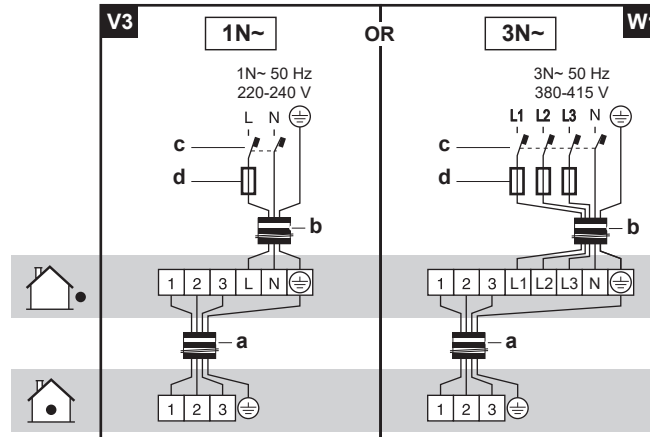 V3
1N~
OR
3N~
W1
1N~ 50 Hz
220-240 V
3N~ 50 Hz
380-415 V
L N
L1 L2 L3 N
c
c
d
d
b
b
1 2 3 L N
1 2 3 L1 L2 L3 N
a
a
1 2 3
1 2 3